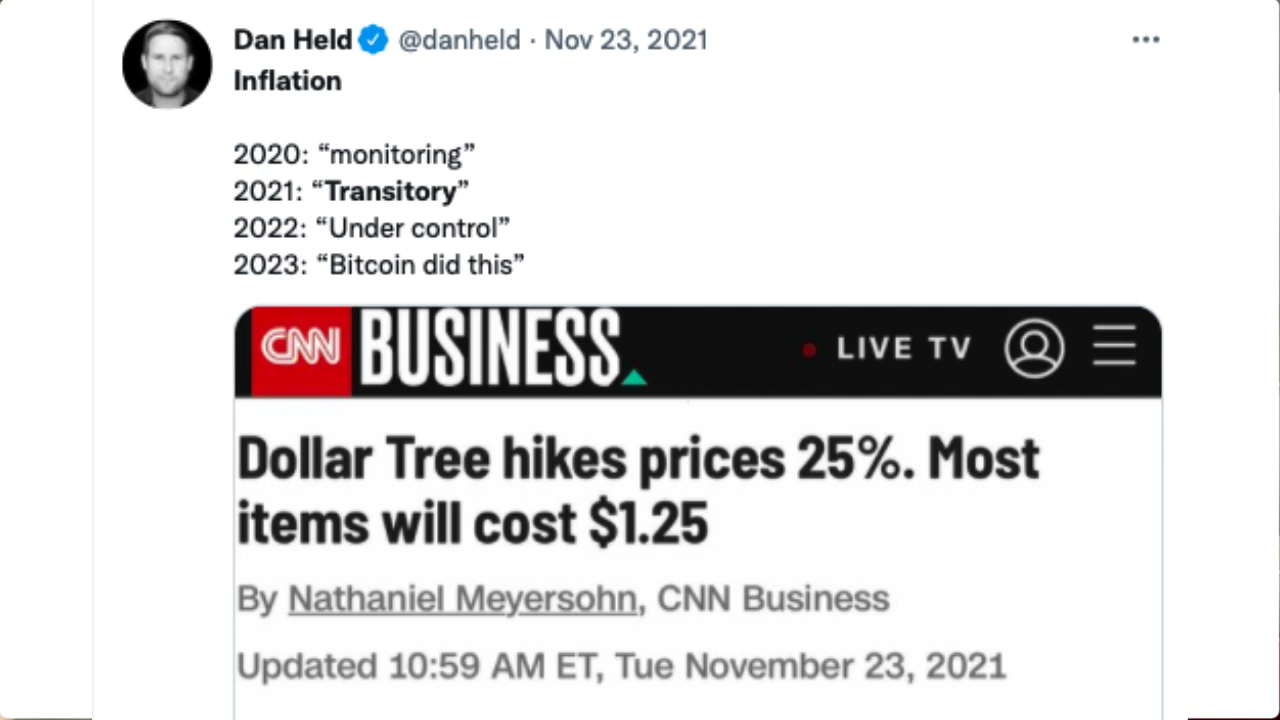 Dan Held @danheld · Nov 23, 2021
Inflation
2020: “monitoring”
2021: “Transitory”
2022: “Under control”
2023: “Bitcoin did this”
CNN BUSINESS LIVE TV
Dollar Tree hikes prices 25%. Most
items will cost $1.25
By Nathaniel Meyersohn, CNN Business
Updated 10:59 AM ET, Tue November 23, 2021